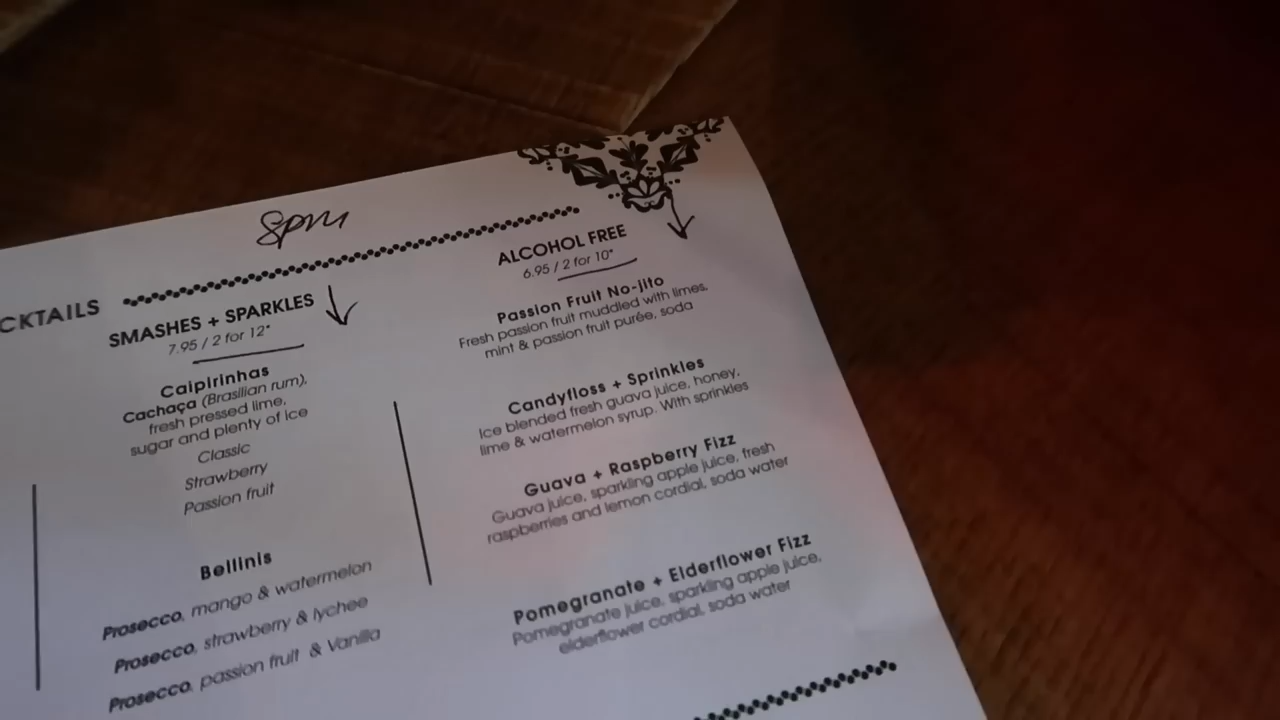 8pm
CKTAILS
SMASHES + SPARKLES
7.95 / 2 for 12*
Caipirinhas
Cachaça (Brasilian rum),
fresh pressed lime,
sugar and plenty of ice
Classic
Strawberry
Passion fruit
Bellinis
Prosecco, mango & watermelon
Prosecco, strawberry & lychee
Prosecco, passion fruit & Vanilla
ALCOHOL FREE
6.95 / 2 for 10*
Passion Fruit No-jito
Fresh passion fruit muddled with limes,
mint & passion fruit purée, soda
Candyfloss + Sprinkles
Ice blended fresh guava juice, honey,
lime & watermelon syrup. With sprinkles
Guava + Raspberry Fizz
Guava juice, sparkling apple juice, fresh
raspberries and lemon cordial, soda water
Pomegranate + Elderflower Fizz
Pomegranate juice, sparkling apple juice,
elderflower cordial, soda water